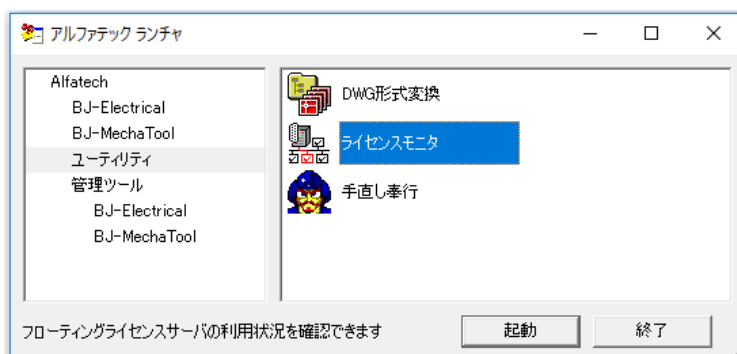 アルファテック ランチャ
Alfatech
BJ-Electrical
BJ-MechaTool
ユーティリティ
管理ツール
BJ-Electrical
BJ-MechaTool
DWG形式変換
ライセンスモニタ
手直し奉行
フローティングライセンスサーバの利用状況を確認できます
起動
終了